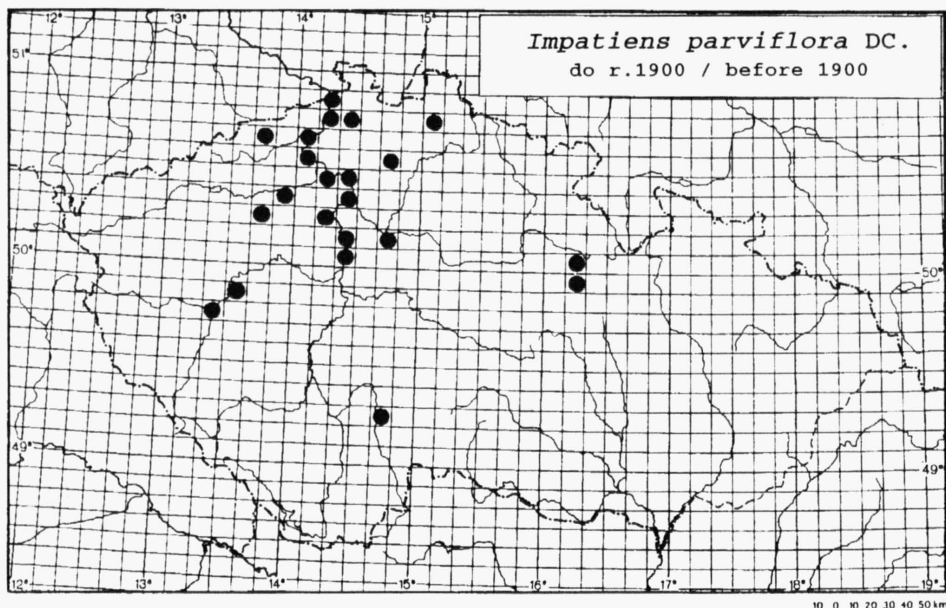 12° 13° 14° 15°
Impatiens parviflora DC.
do r.1900 / before 1900
51°
50° 50°
49° 49°
12° 13° 14° 15° 16° 17° 18° 19°
10 0 10 20 30 40 50 km